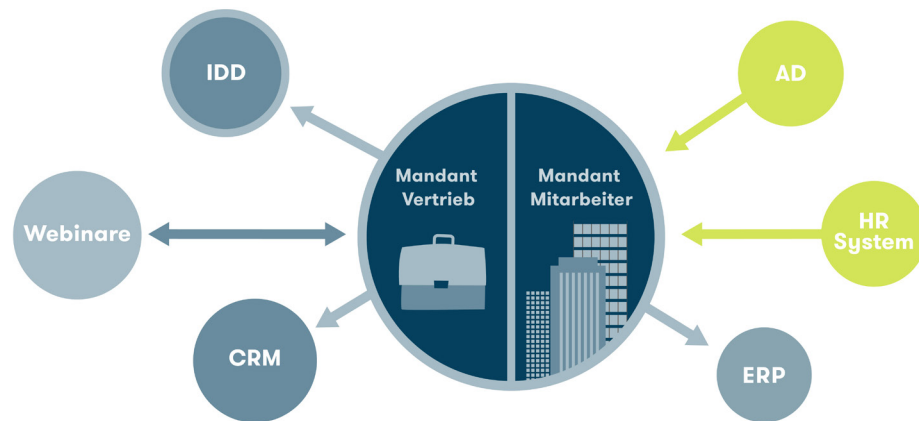 IDD
AD
Mandant
Vertrieb
Mandant
Mitarbeiter
Webinare
HR
System
CRM
ERP